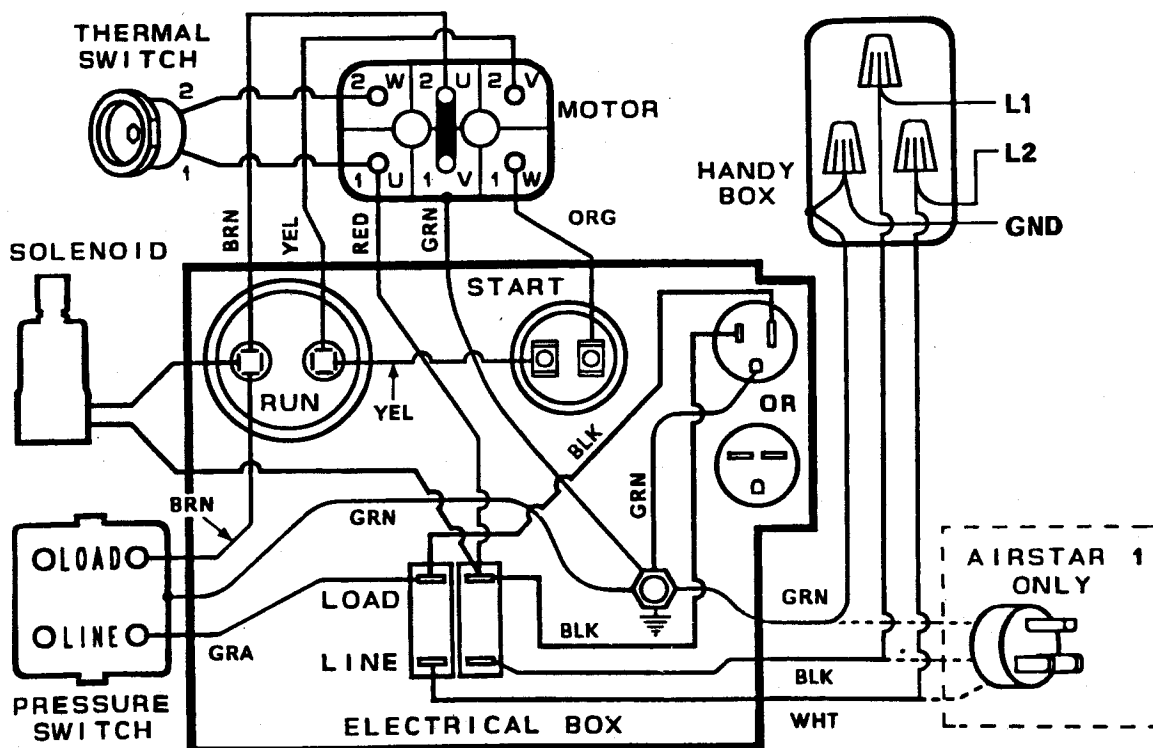 THERMAL
SWITCH
2
1
2 W 2 U 2 V
1 U 1 V 1 W
MOTOR
L1
L2
GND
HANDY
BOX
BRN
YEL
RED
GRN
ORG
SOLENOID
START
RUN
YEL
OR
BLK
GRN
BRN
GRN
LOAD
LINE
GRA
PRESSURE
SWITCH
LOAD
LINE
BLK
ELECTRICAL BOX
GRN
BLK
WHT
AIRSTAR 1
ONLY